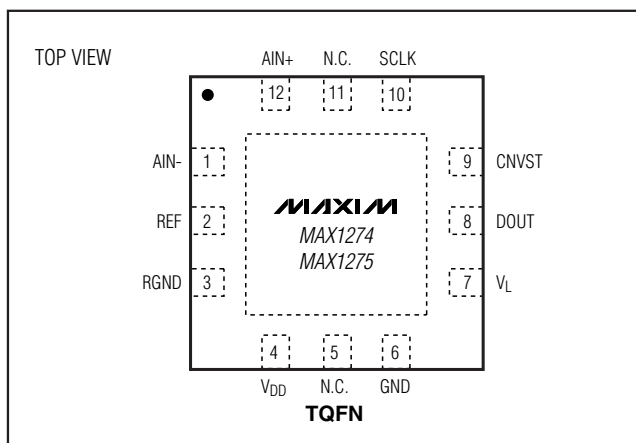 TOP VIEW
AIN+ N.C. SCLK
12 11 10
AIN- 1 9 CNVST
MAXIM
REF 2 8 DOUT
MAX1274
MAX1275
RGND 3 7 VL
4 5 6
VDD N.C. GND
TQFN